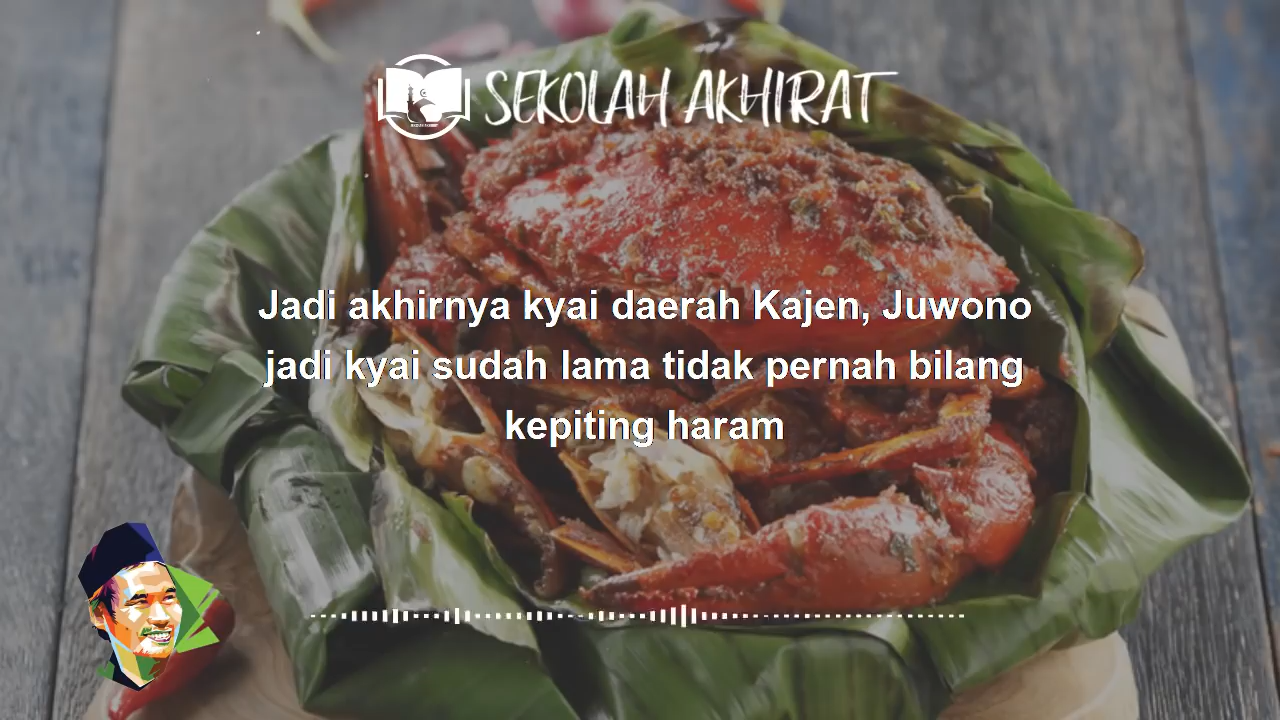 SEKOLAH AKHIRAT
Jadi akhirnya kyai daerah Kajen, Juwono
jadi kyai sudah lama tidak pernah bilang
kepiting haram